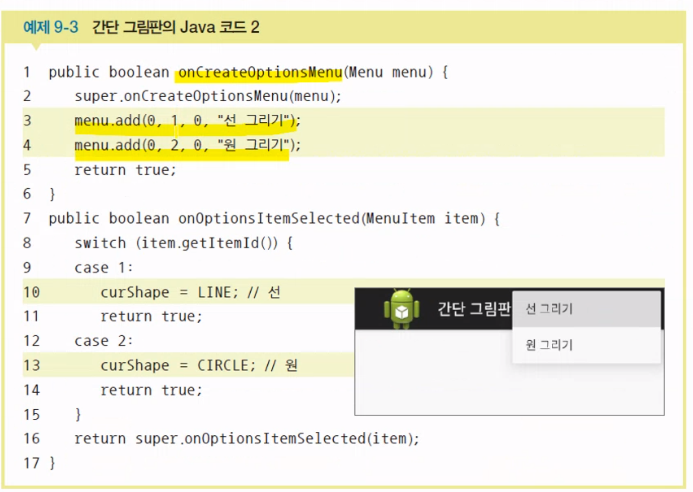 예제 9-3 간단 그림판의 Java 코드 2
1 public boolean onCreateOptionsMenu(Menu menu) {
2 super.onCreateOptionsMenu(menu);
3 menu.add(0, 1, 0, "선 그리기");
4 menu.add(0, 2, 0, "원 그리기");
5 return true;
6 }
7 public boolean onOptionsItemSelected(MenuItem item) {
8 switch (item.getItemId()) {
9 case 1:
10 curShape = LINE; // 선
11 return true;
12 case 2:
13 curShape = CIRCLE; // 원
14 return true;
15 }
16 return super.onOptionsItemSelected(item);
17 }
간단 그림판
선 그리기
원 그리기